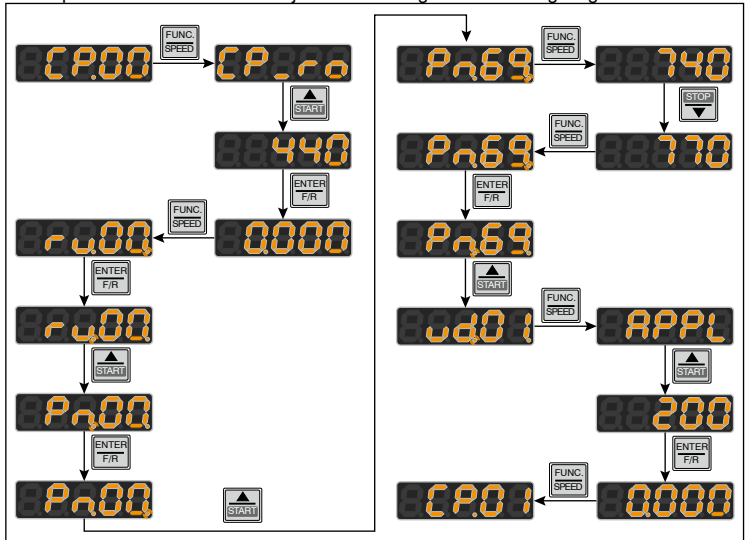 CP.00
FUNC.
SPEED
CP_ro
START
440
ENTER
F/R
0.000
FUNC.
SPEED
ru.00.
ENTER
F/R
ru.00
START
Pn.00
ENTER
F/R
Pn.00.
START
Pn.69.
FUNC.
SPEED
740
STOP
770
FUNC.
SPEED
Pn.69.
ENTER
F/R
Pn.69
START
ud.01
FUNC.
SPEED
APPL
START
200
ENTER
F/R
0.000
FUNC.
SPEED
CP.01